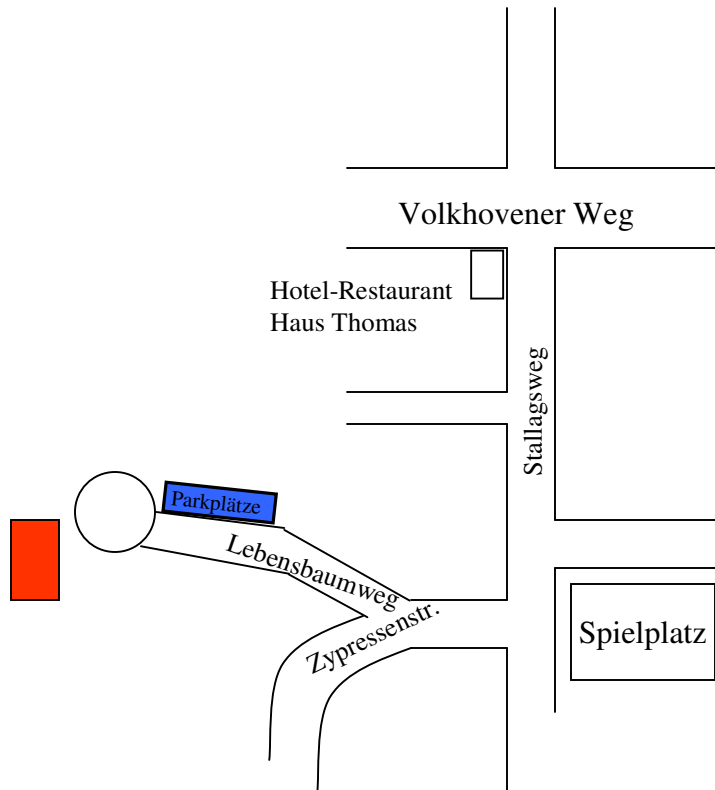 Volkhovener Weg
Hotel-Restaurant
Haus Thomas
Stallagsweg
Parkplätze
Lebensbaumweg
Zypressenstr.
Spielplatz